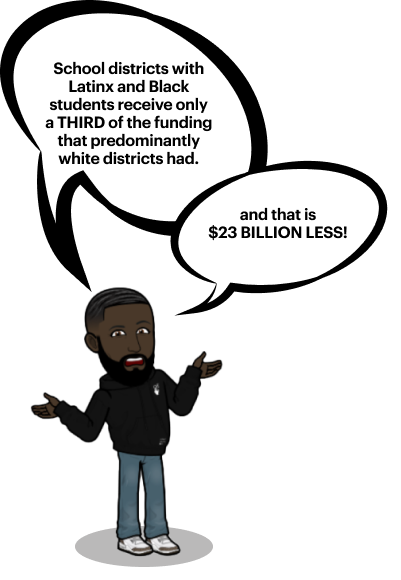 School districts with
Latinx and Black
students receive only
a THIRD of the funding
that predominantly
white districts had.
and that is
$23 BILLION LESS!